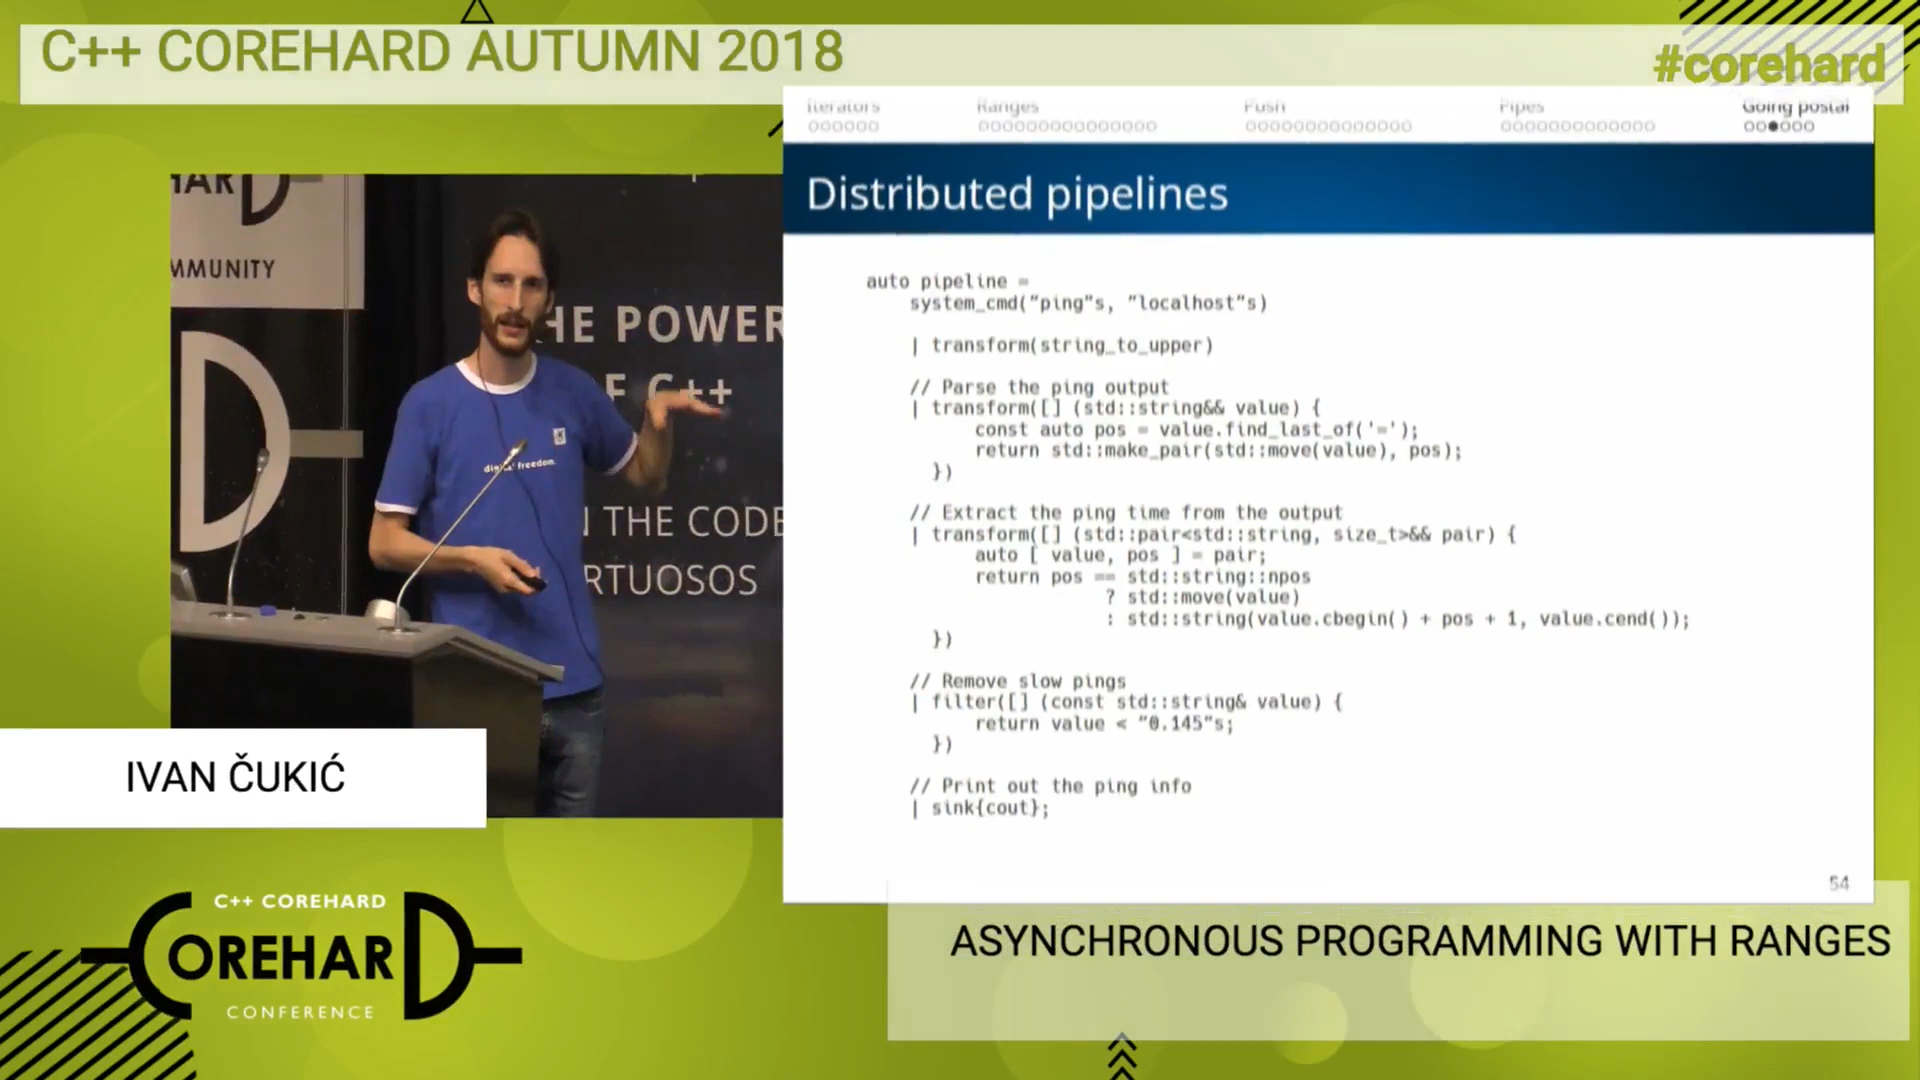 C++ COREHARD AUTUMN 2018
#corehard
Iterators
Ranges
Push
Pipes
Going postal
Distributed pipelines
auto pipeline =
system_cmd("ping"s, "localhost"s)
| transform(string_to_upper)
// Parse the ping output
| transform([] (std::string&& value) {
const auto pos = value.find_last_of('=');
return std::make_pair(std::move(value), pos);
})
// Extract the ping time from the output
| transform([] (std::pair<std::string, size_t>&& pair) {
auto [ value, pos ] = pair;
return pos == std::string::npos
? std::move(value)
: std::string(value.cbegin() + pos + 1, value.cend());
})
// Remove slow pings
| filter([] (const std::string& value) {
return value < "0.145"s;
})
// Print out the ping info
| sink{cout};
54
MMUNITY
HE POWER
F C++
N THE CODE
RTUOSOS
freedom.
IVAN ČUKIĆ
C++ COREHARD
COREHARD
CONFERENCE
ASYNCHRONOUS PROGRAMMING WITH RANGES